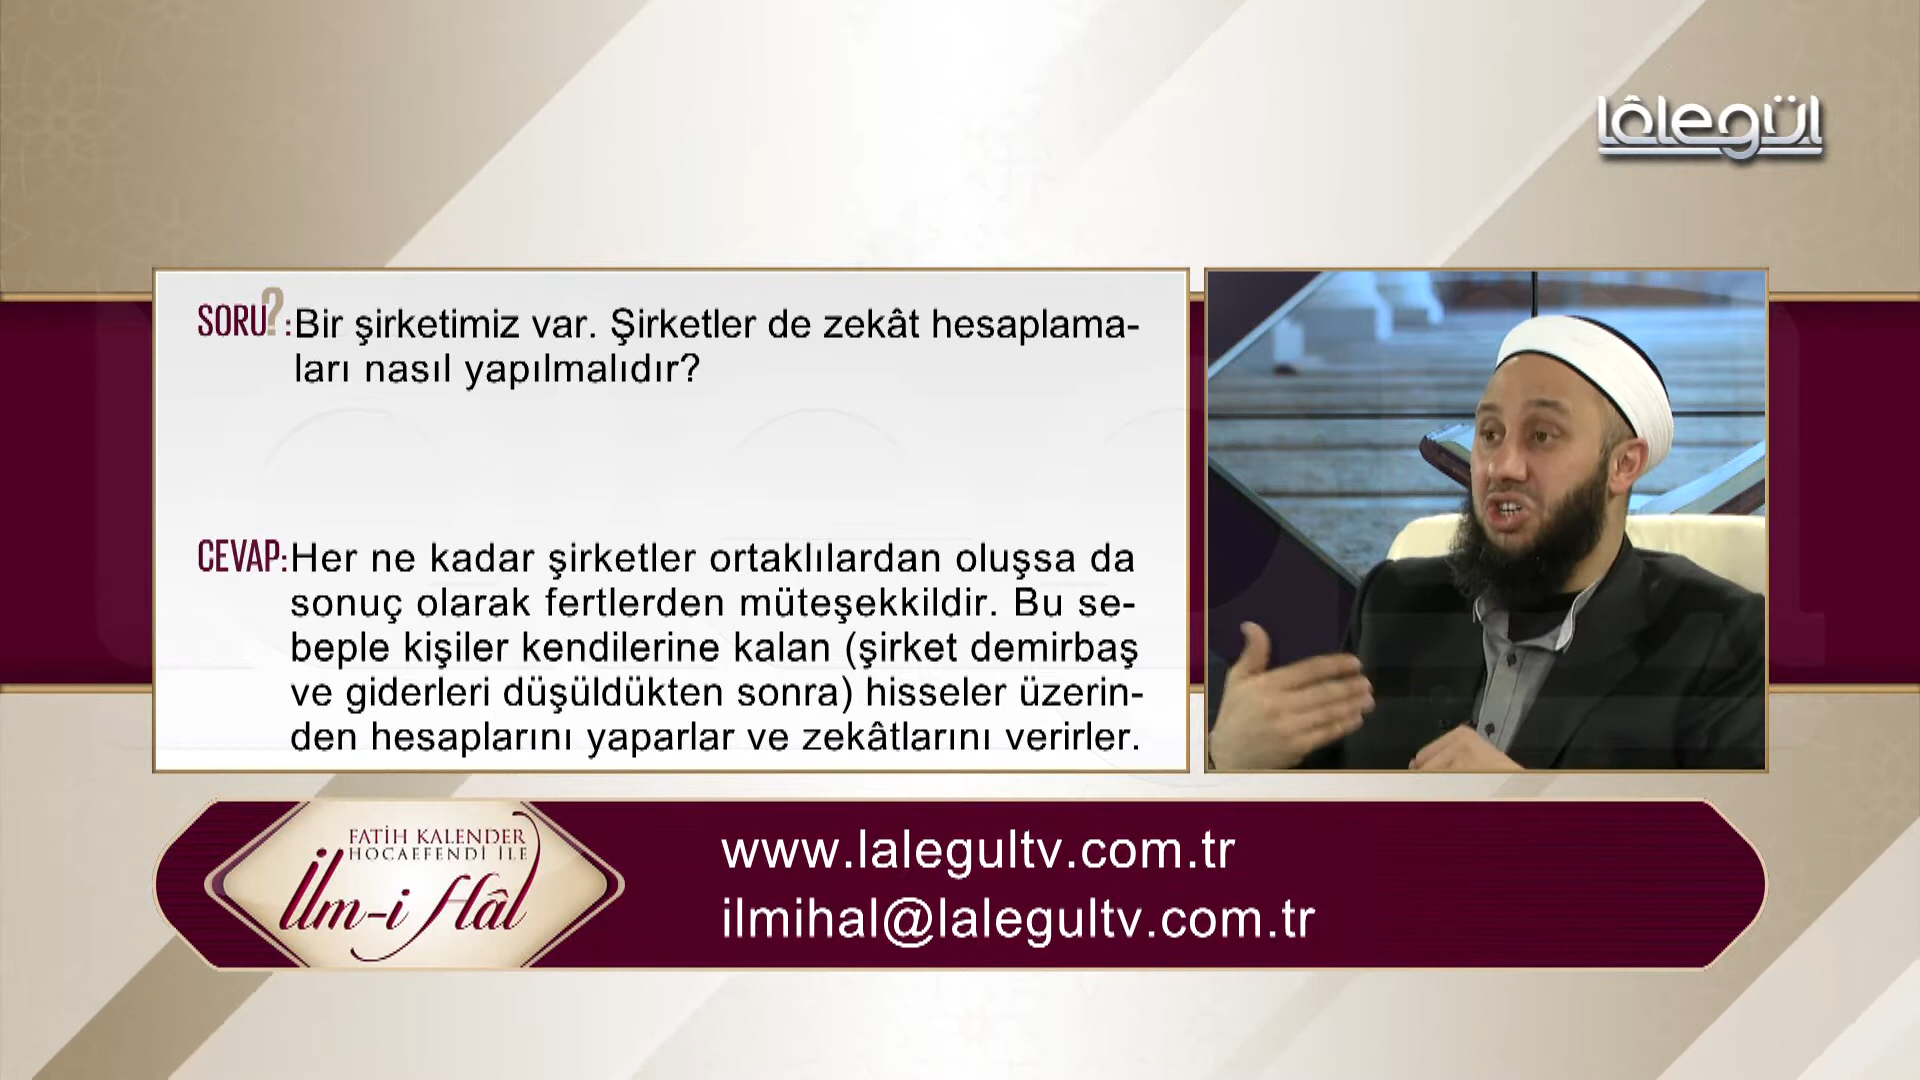 lâlegül
SORU?:Bir şirketimiz var. Şirketler de zekât hesaplama-
ları nasıl yapılmalıdır?
CEVAP:Her ne kadar şirketler ortaklılardan oluşsa da
sonuç olarak fertlerden müteşekkildir. Bu se-
beple kişiler kendilerine kalan (şirket demirbaş
ve giderleri düşüldükten sonra) hisseler üzerin-
den hesaplarını yaparlar ve zekâtlarını verirler.
FATİH KALENDER
HOCAEFENDİ İLE
İlm-i Hâl
www.lalegultv.com.tr
ilmihal@lalegultv.com.tr